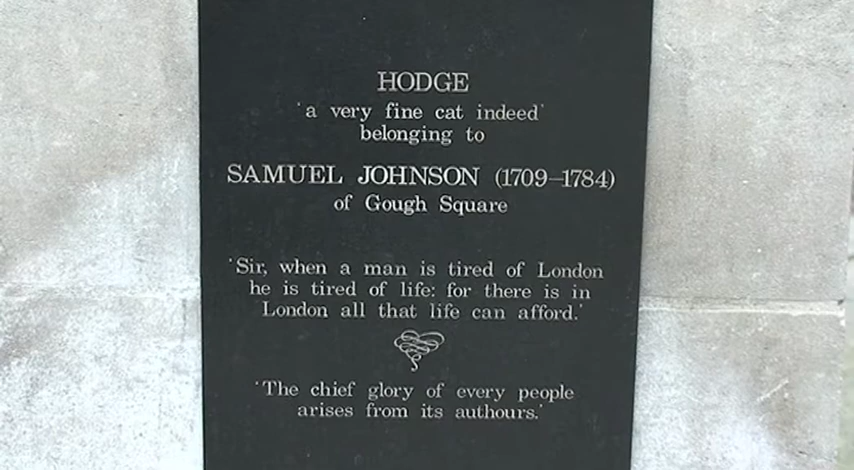 HODGE
'a very fine cat indeed'
belonging to
SAMUEL JOHNSON (1709–1784)
of Gough Square
'Sir, when a man is tired of London
he is tired of life: for there is in
London all that life can afford.'
'The chief glory of every people
arises from its authours.'